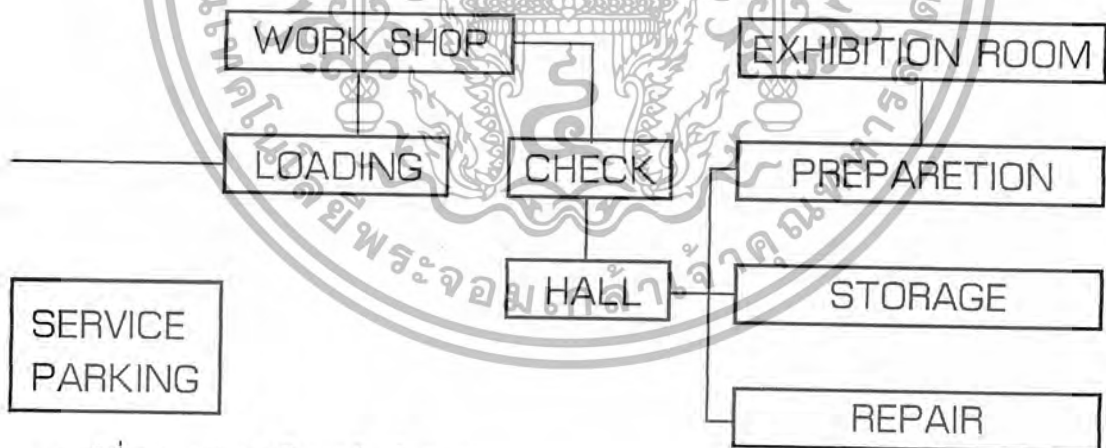 WORK SHOP
EXHIBITION ROOM
LOADING
CHECK
PREPARETION
HALL
STORAGE
SERVICE
PARKING
REPAIR